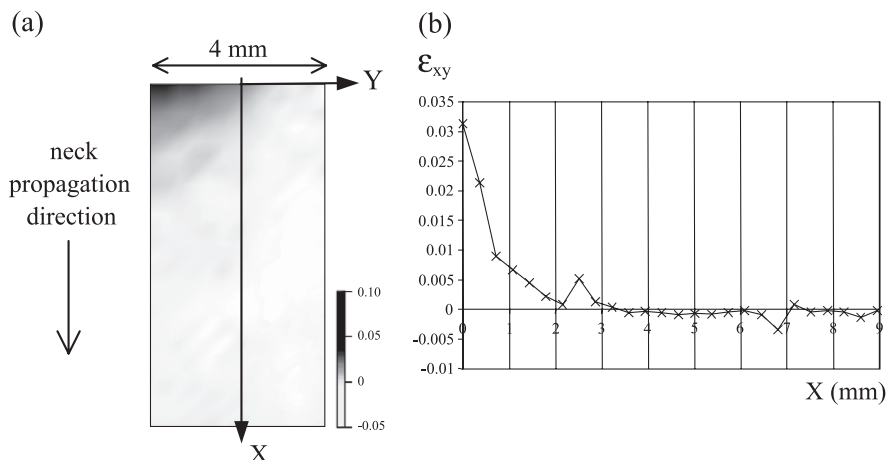 (a)
4 mm
Y
neck
propagation
direction
0.10
0.05
0
-0.05
X
(b)
εxy
0.035
0.03
0.025
0.02
0.015
0.01
0.005
0
-0.005
-0.01
0 1 2 3 4 5 6 7 8 9
X (mm)